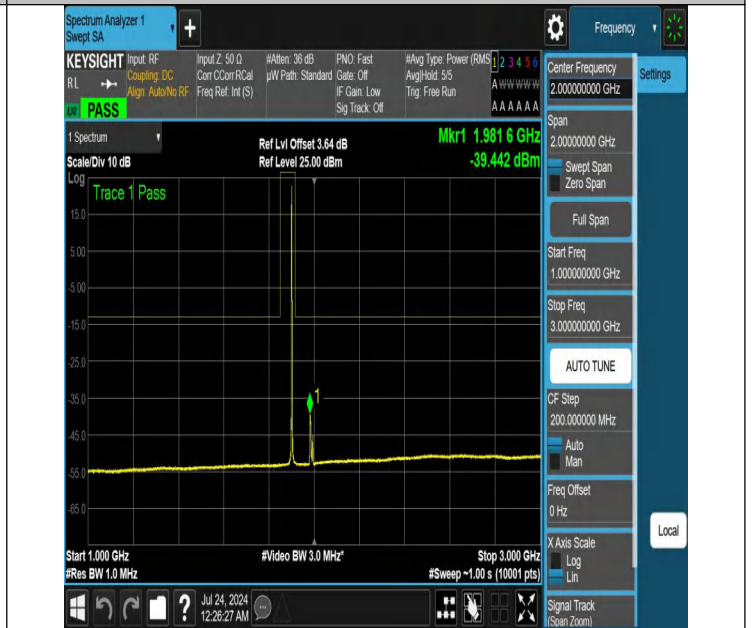 Spectrum Analyzer 1
Swept SA
+
Frequency
KEYSIGHT
RL
LXI
PASS
Input: RF
Coupling: DC
Align: Auto/No RF
Input Z: 50 Ω
Corr CCorr RCal
Freq Ref: Int (S)
#Atten: 36 dB
µW Path: Standard
PNO: Fast
Gate: Off
IF Gain: Low
Sig Track: Off
#Avg Type: Power (RMS
Avg|Hold: 5/5
Trig: Free Run
1 2 3 4 5 6
A W W W W W
A A A A A A
1 Spectrum
Scale/Div 10 dB
Log
Ref Lvl Offset 3.64 dB
Ref Level 25.00 dBm
Mkr1 1.981 6 GHz
-39.442 dBm
Trace 1 Pass
15.0
5.00
-5.00
-15.0
-25.0
-35.0
-45.0
-55.0
-65.0
1
Start 1.000 GHz
#Res BW 1.0 MHz
#Video BW 3.0 MHz*
Stop 3.000 GHz
#Sweep ~1.00 s (10001 pts)
Center Frequency
2.000000000 GHz
Settings
Span
2.00000000 GHz
Swept Span
Zero Span
Full Span
Start Freq
1.000000000 GHz
Stop Freq
3.000000000 GHz
AUTO TUNE
CF Step
200.000000 MHz
Auto
Man
Freq Offset
0 Hz
X Axis Scale
Log
Lin
Signal Track
(Span Zoom)
Local
?
Jul 24, 2024
12:26:27 AM